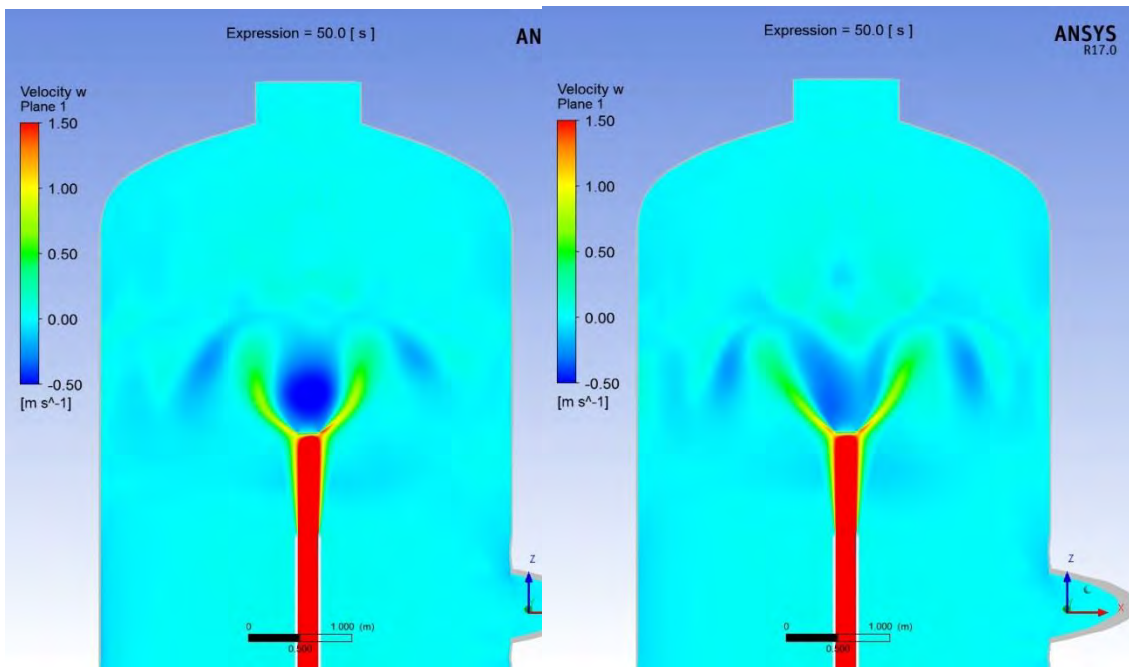 Expression = 50.0 [ s ]
AN
Velocity w
Plane 1
1.50
1.00
0.50
0.00
-0.50
[m s^-1]
Z
0
1.000 (m)
0.500
Expression = 50.0 [ s ]
ANSYS
R17.0
Velocity w
Plane 1
1.50
1.00
0.50
0.00
-0.50
[m s^-1]
Z
X
0
1.000 (m)
0.500